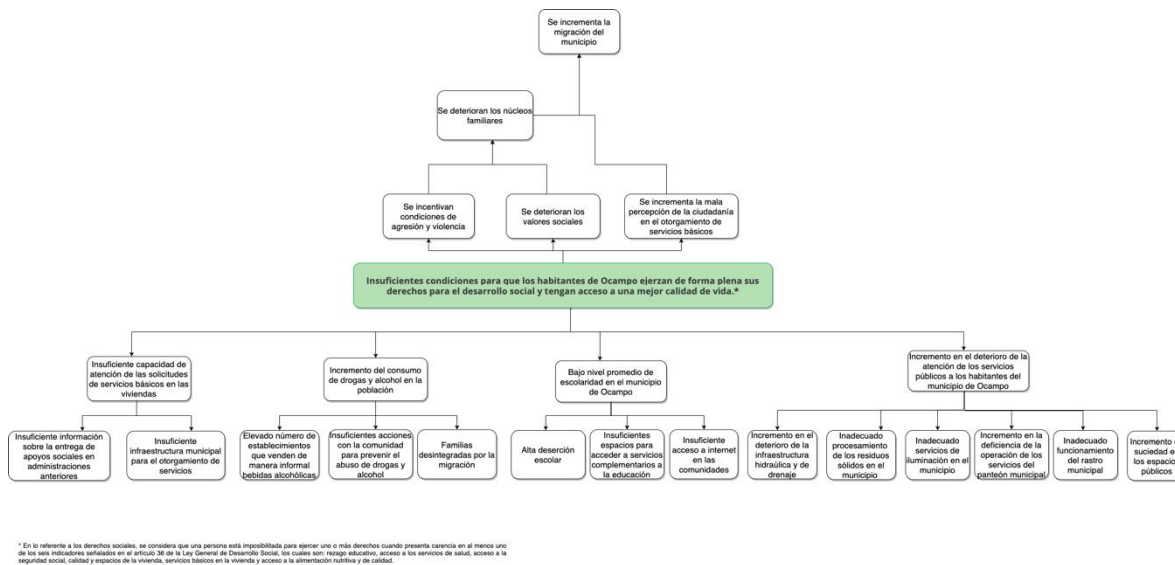 Se incrementa la
migración del
municipio
Se deterioran los núcleos
familiares
Se incentivan
condiciones de
agresión y violencia
Se deterioran los
valores sociales
Se incrementa la mala
percepción de la ciudadanía
en el otorgamiento de
servicios básicos
Insuficientes condiciones para que los habitantes de Ocampo ejerzan de forma plena sus
derechos para el desarrollo social y tengan acceso a una mejor calidad de vida.*
Insuficiente capacidad de
atención de las solicitudes
de servicios básicos en las
viviendas
Incremento del consumo
de drogas y alcohol en la
población
Bajo nivel promedio de
escolaridad en el municipio
de Ocampo
Incremento en el deterioro de la
atención de los servicios
públicos a los habitantes del
municipio de Ocampo
Insuficiente información
sobre la entrega de
apoyos sociales en
administraciones
anteriores
Insuficiente
infraestructura municipal
para el otorgamiento de
servicios
Elevado número de
establecimientos
que venden de
manera informal
bebidas alcohólicas
Insuficientes acciones
con la comunidad
para prevenir el
abuso de drogas y
alcohol
Familias
desintegradas por la
migración
Alta deserción
escolar
Insuficientes
espacios para
acceder a servicios
complementarios a
la educación
Insuficiente
acceso a internet
en las
comunidades
Incremento en el
deterioro de la
infraestructura
hidraúlica y de
drenaje
Inadecuado
procesamiento
de los residuos
sólidos en el
municipio
Inadecuado
servicios de
iluminación en el
municipio
Incremento en la
deficiencia de la
operación de los
servicios del
panteón municipal
Inadecuado
funcionamiento
del rastro
municipal
Incremento
suciedad
los espacio
públicos
* En lo referente a los derechos sociales, se considera que una persona está imposibilitada para ejercer uno o más derechos cuando presenta carencia en al menos uno
de los seis indicadores señalados en el artículo 36 de la Ley General de Desarrollo Social, los cuales son: rezago educativo, acceso a los servicios de salud, acceso a la
seguridad social, calidad y espacios de la vivienda, servicios básicos en la vivienda y acceso a la alimentación nutritiva y de calidad.